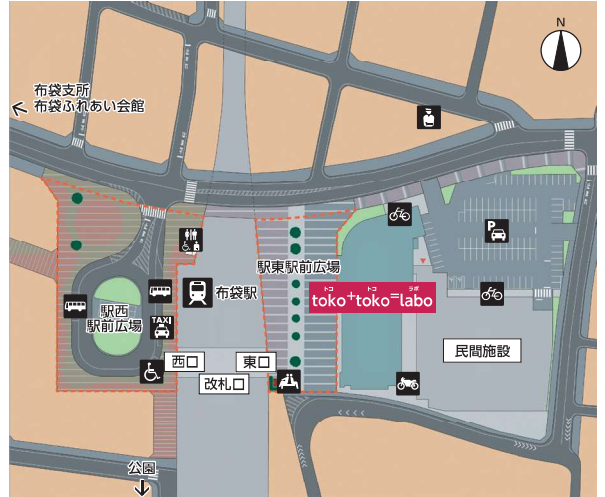 N
布袋支所
布袋ふれあい会館
P
駅東駅前広場
トコ トコ ラボ
toko+toko=labo
布袋駅
駅西
駅前広場
TAXI
西口
東口
改札口
民間施設
公園